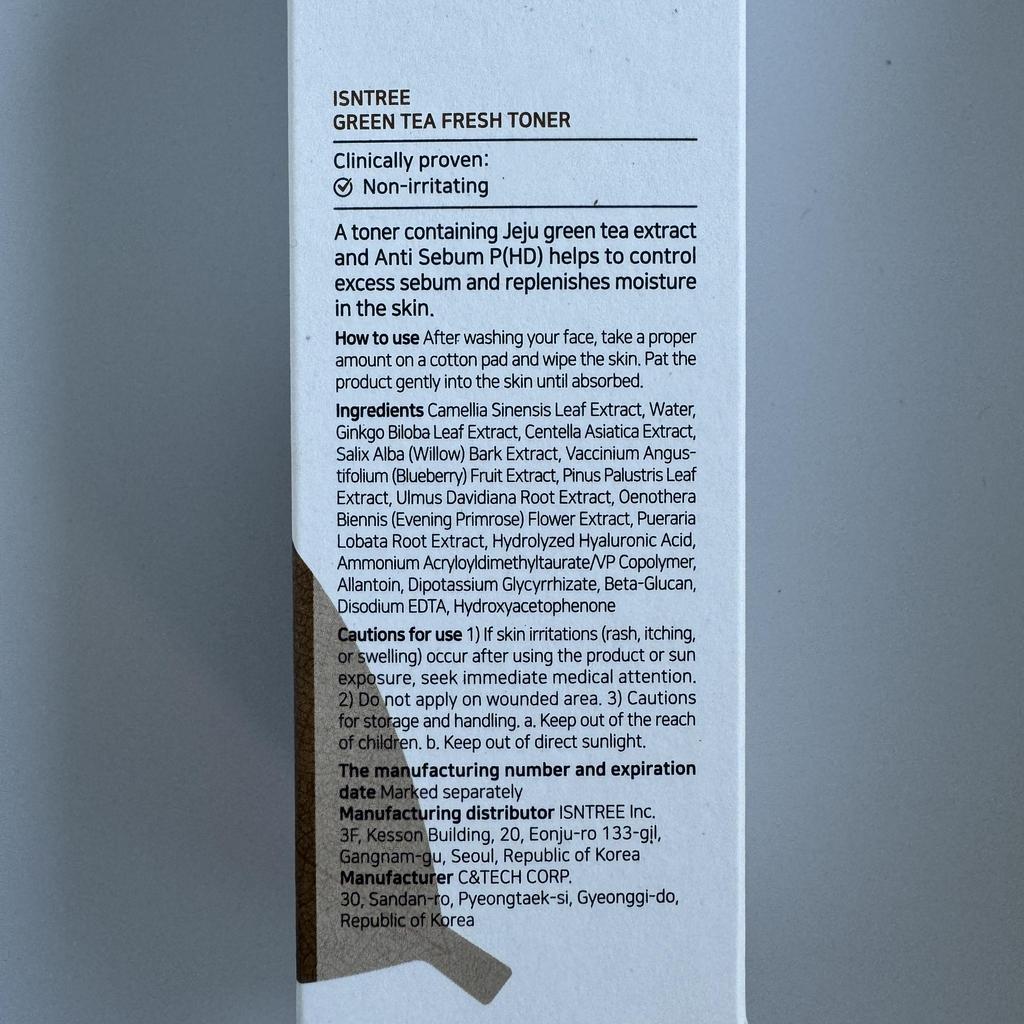 ISNTREE
GREEN TEA FRESH TONER
Clinically proven:
Non-irritating
A toner containing Jeju green tea extract
and Anti Sebum P(HD) helps to control
excess sebum and replenishes moisture
in the skin.
How to use After washing your face, take a proper
amount on a cotton pad and wipe the skin. Pat the
product gently into the skin until absorbed.
Ingredients Camellia Sinensis Leaf Extract, Water,
Ginkgo Biloba Leaf Extract, Centella Asiatica Extract,
Salix Alba (Willow) Bark Extract, Vaccinium Angus-
tifolium (Blueberry) Fruit Extract, Pinus Palustris Leaf
Extract, Ulmus Davidiana Root Extract, Oenothera
Biennis (Evening Primrose) Flower Extract, Pueraria
Lobata Root Extract, Hydrolyzed Hyaluronic Acid,
Ammonium Acryloyldimethyltaurate/VP Copolymer,
Allantoin, Dipotassium Glycyrrhizate, Beta-Glucan,
Disodium EDTA, Hydroxyacetophenone
Cautions for use 1) If skin irritations (rash, itching,
or swelling) occur after using the product or sun
exposure, seek immediate medical attention.
2) Do not apply on wounded area. 3) Cautions
for storage and handling. a. Keep out of the reach
of children. b. Keep out of direct sunlight.
The manufacturing number and expiration
date Marked separately
Manufacturing distributor ISNTREE Inc.
3F, Kesson Building, 20, Eonju-ro 133-gil,
Gangnam-gu, Seoul, Republic of Korea
Manufacturer C&TECH CORP.
30, Sandan-ro, Pyeongtaek-si, Gyeonggi-do,
Republic of Korea